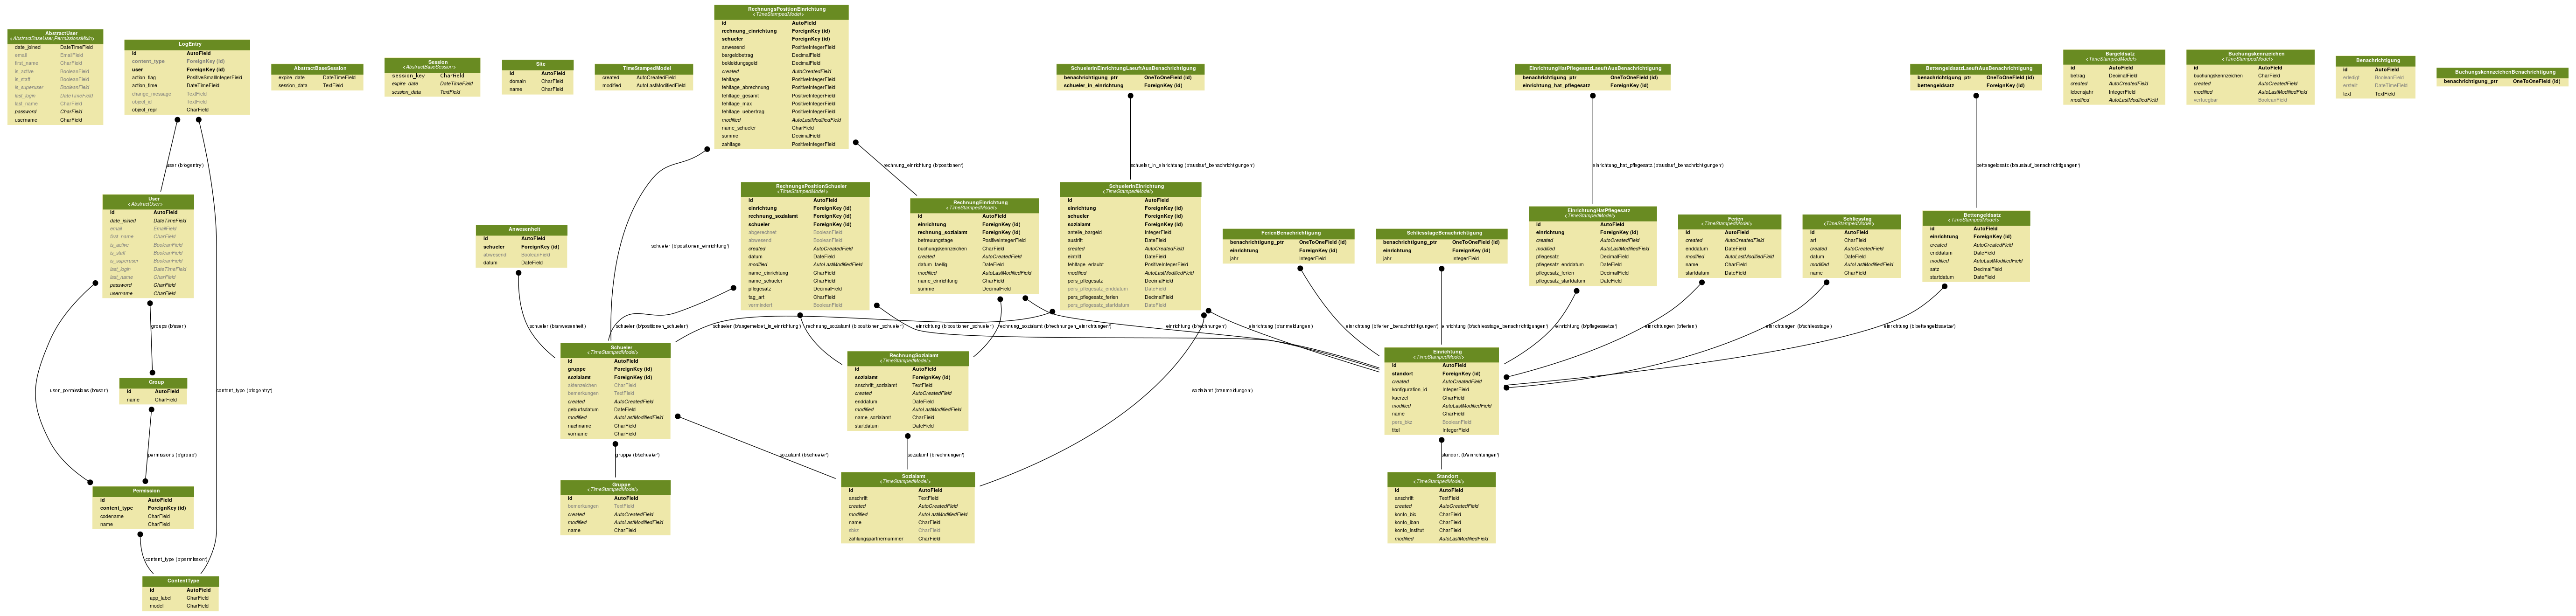 AbstractUser
<AbstractBaseUser,PermissionsMixin>
date_joined DateTimeField
email EmailField
first_name CharField
is_active BooleanField
is_staff BooleanField
is_superuser BooleanField
last_login DateTimeField
last_name CharField
password CharField
username CharField
LogEntry
id AutoField
content_type ForeignKey (id)
user ForeignKey (id)
action_flag PositiveSmallIntegerField
action_time DateTimeField
change_message TextField
object_id TextField
object_repr CharField
AbstractBaseSession
expire_date DateTimeField
session_data TextField
Session
<AbstractBaseSession>
session_key CharField
expire_date DateTimeField
session_data TextField
Site
id AutoField
domain CharField
name CharField
TimeStampedModel
created AutoCreatedField
modified AutoLastModifiedField
RechnungsPositionEinrichtung
<TimeStampedModel>
id AutoField
rechnung_einrichtung ForeignKey (id)
schueler ForeignKey (id)
anwesend PositiveIntegerField
bargeldbetrag DecimalField
bekleidungsgeld DecimalField
created AutoCreatedField
fehltage PositiveIntegerField
fehltage_abrechnung PositiveIntegerField
fehltage_gesamt PositiveIntegerField
fehltage_max PositiveIntegerField
fehltage_uebertrag PositiveIntegerField
modified AutoLastModifiedField
name_schueler CharField
summe DecimalField
zahltage PositiveIntegerField
SchuelerInEinrichtungLaeuftAusBenachrichtigung
benachrichtigung_ptr OneToOneField (id)
schueler_in_einrichtung ForeignKey (id)
EinrichtungHatPflegesatzLaeuftAusBenachrichtigung
benachrichtigung_ptr OneToOneField (id)
einrichtung_hat_pflegesatz ForeignKey (id)
BettengeldsatzLaeuftAusBenachrichtigung
benachrichtigung_ptr OneToOneField (id)
bettengeldsatz ForeignKey (id)
Bargeldsatz
<TimeStampedModel>
id AutoField
betrag DecimalField
created AutoCreatedField
lebensjahr IntegerField
modified AutoLastModifiedField
Buchungskennzeichen
<TimeStampedModel>
id AutoField
buchungskennzeichen CharField
created AutoCreatedField
modified AutoLastModifiedField
verfuegbar BooleanField
Benachrichtigung
id AutoField
erledigt BooleanField
erstellt DateTimeField
text TextField
BuchungskennzeichenBenachrichtigung
benachrichtigung_ptr OneToOneField (id)
user (b'logentry')
schueler (b'positionen_einrichtung')
rechnung_einrichtung (b'positionen')
schueler_in_einrichtung (b'auslauf_benachrichtigungen')
einrichtung_hat_pflegesatz (b'auslauf_benachrichtigungen')
bettengeldsatz (b'auslauf_benachrichtigungen')
User
<AbstractUser>
id AutoField
date_joined DateTimeField
email EmailField
first_name CharField
is_active BooleanField
is_staff BooleanField
is_superuser BooleanField
last_login DateTimeField
last_name CharField
password CharField
username CharField
Anwesenheit
id AutoField
schueler ForeignKey (id)
abwesend BooleanField
datum DateField
RechnungsPositionSchueler
<TimeStampedModel>
id AutoField
einrichtung ForeignKey (id)
rechnung_sozialamt ForeignKey (id)
schueler ForeignKey (id)
abgerechnet BooleanField
abwesend BooleanField
created AutoCreatedField
datum DateField
modified AutoLastModifiedField
name_einrichtung CharField
name_schueler CharField
pflegesatz DecimalField
tag_art CharField
vermindert BooleanField
RechnungEinrichtung
<TimeStampedModel>
id AutoField
einrichtung ForeignKey (id)
rechnung_sozialamt ForeignKey (id)
betreuungstage PositiveIntegerField
buchungskennzeichen CharField
created AutoCreatedField
datum_faellig DateField
modified AutoLastModifiedField
name_einrichtung CharField
summe DecimalField
SchuelerInEinrichtung
<TimeStampedModel>
id AutoField
einrichtung ForeignKey (id)
schueler ForeignKey (id)
sozialamt ForeignKey (id)
anteile_bargeld IntegerField
austritt DateField
created AutoCreatedField
eintritt DateField
fehltage_erlaubt PositiveIntegerField
modified AutoLastModifiedField
pers_pflegesatz DecimalField
pers_pflegesatz_enddatum DateField
pers_pflegesatz_ferien DecimalField
pers_pflegesatz_startdatum DateField
FerienBenachrichtigung
benachrichtigung_ptr OneToOneField (id)
einrichtung ForeignKey (id)
jahr IntegerField
SchliesstageBenachrichtigung
benachrichtigung_ptr OneToOneField (id)
einrichtung ForeignKey (id)
jahr IntegerField
EinrichtungHatPflegesatz
<TimeStampedModel>
id AutoField
einrichtung ForeignKey (id)
created AutoCreatedField
modified AutoLastModifiedField
pflegesatz DecimalField
pflegesatz_enddatum DateField
pflegesatz_ferien DecimalField
pflegesatz_startdatum DateField
Ferien
<TimeStampedModel>
id AutoField
created AutoCreatedField
enddatum DateField
modified AutoLastModifiedField
name CharField
startdatum DateField
Schliesstag
<TimeStampedModel>
id AutoField
art CharField
created AutoCreatedField
datum DateField
modified AutoLastModifiedField
name CharField
Bettengeldsatz
<TimeStampedModel>
id AutoField
einrichtung ForeignKey (id)
created AutoCreatedField
enddatum DateField
modified AutoLastModifiedField
satz DecimalField
startdatum DateField
groups (b'user')
schueler (b'anwesenheit')
schueler (b'positionen_schueler')
schueler (b'angemeldet_in_einrichtung')
rechnung_sozialamt (b'positionen_schueler')
einrichtung (b'positionen_schueler')
rechnung_sozialamt (b'rechnungen_einrichtungen')
einrichtung (b'rechnungen')
einrichtung (b'anmeldungen')
einrichtung (b'ferien_benachrichtigungen')
einrichtung (b'schliesstage_benachrichtigungen')
einrichtung (b'pflegesaetze')
einrichtungen (b'ferien')
einrichtungen (b'schliesstage')
einrichtung (b'bettengeldsaetze')
user_permissions (b'user')
content_type (b'logentry')
sozialamt (b'anmeldungen')
Group
id AutoField
name CharField
Schueler
<TimeStampedModel>
id AutoField
gruppe ForeignKey (id)
sozialamt ForeignKey (id)
aktenzeichen CharField
bemerkungen TextField
created AutoCreatedField
geburtsdatum DateField
modified AutoLastModifiedField
nachname CharField
vorname CharField
RechnungSozialamt
<TimeStampedModel>
id AutoField
sozialamt ForeignKey (id)
anschrift_sozialamt TextField
created AutoCreatedField
enddatum DateField
modified AutoLastModifiedField
name_sozialamt CharField
startdatum DateField
Einrichtung
<TimeStampedModel>
id AutoField
standort ForeignKey (id)
created AutoCreatedField
konfiguration_id IntegerField
kuerzel CharField
modified AutoLastModifiedField
name CharField
pers_bkz BooleanField
titel IntegerField
permissions (b'group')
gruppe (b'schueler')
sozialamt (b'schueler')
sozialamt (b'rechnungen')
standort (b'einrichtungen')
Permission
id AutoField
content_type ForeignKey (id)
codename CharField
name CharField
Gruppe
<TimeStampedModel>
id AutoField
bemerkungen TextField
created AutoCreatedField
modified AutoLastModifiedField
name CharField
Sozialamt
<TimeStampedModel>
id AutoField
anschrift TextField
created AutoCreatedField
modified AutoLastModifiedField
name CharField
CharField
zahlungspartnernummer CharField
Standort
<TimeStampedModel>
id AutoField
anschrift TextField
created AutoCreatedField
konto_bic CharField
konto_iban CharField
konto_institut CharField
modified AutoLastModifiedField
content_type (b'permission')
ContentType
id AutoField
app_label CharField
model CharField